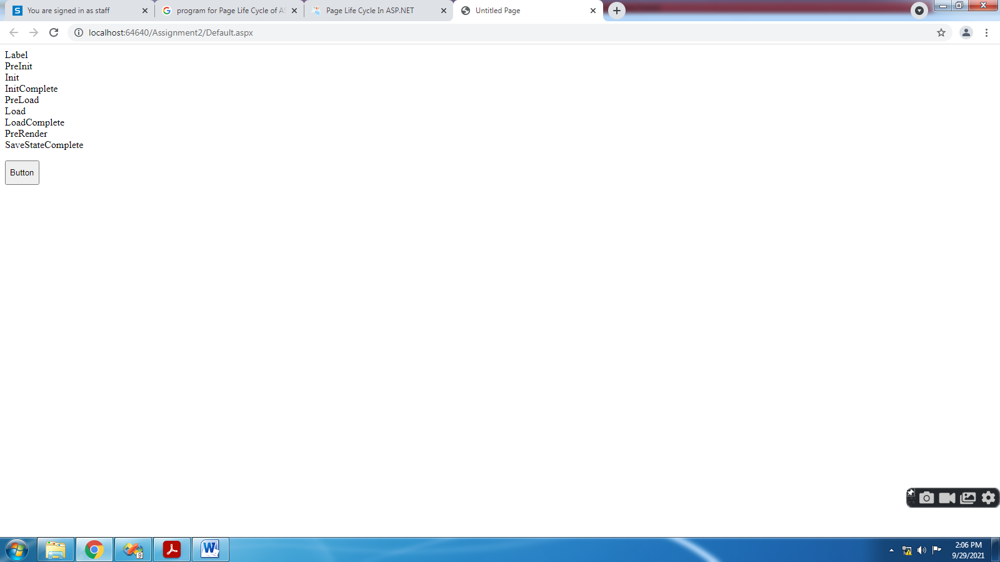 You are signed in as staff
program for Page Life Cycle of AS
Page Life Cycle In ASP.NET
Untitled Page
localhost:64640/Assignment2/Default.aspx
Label
PreInit
Init
InitComplete
PreLoad
Load
LoadComplete
PreRender
SaveStateComplete
Button
9
2:06 PM
9/29/2021